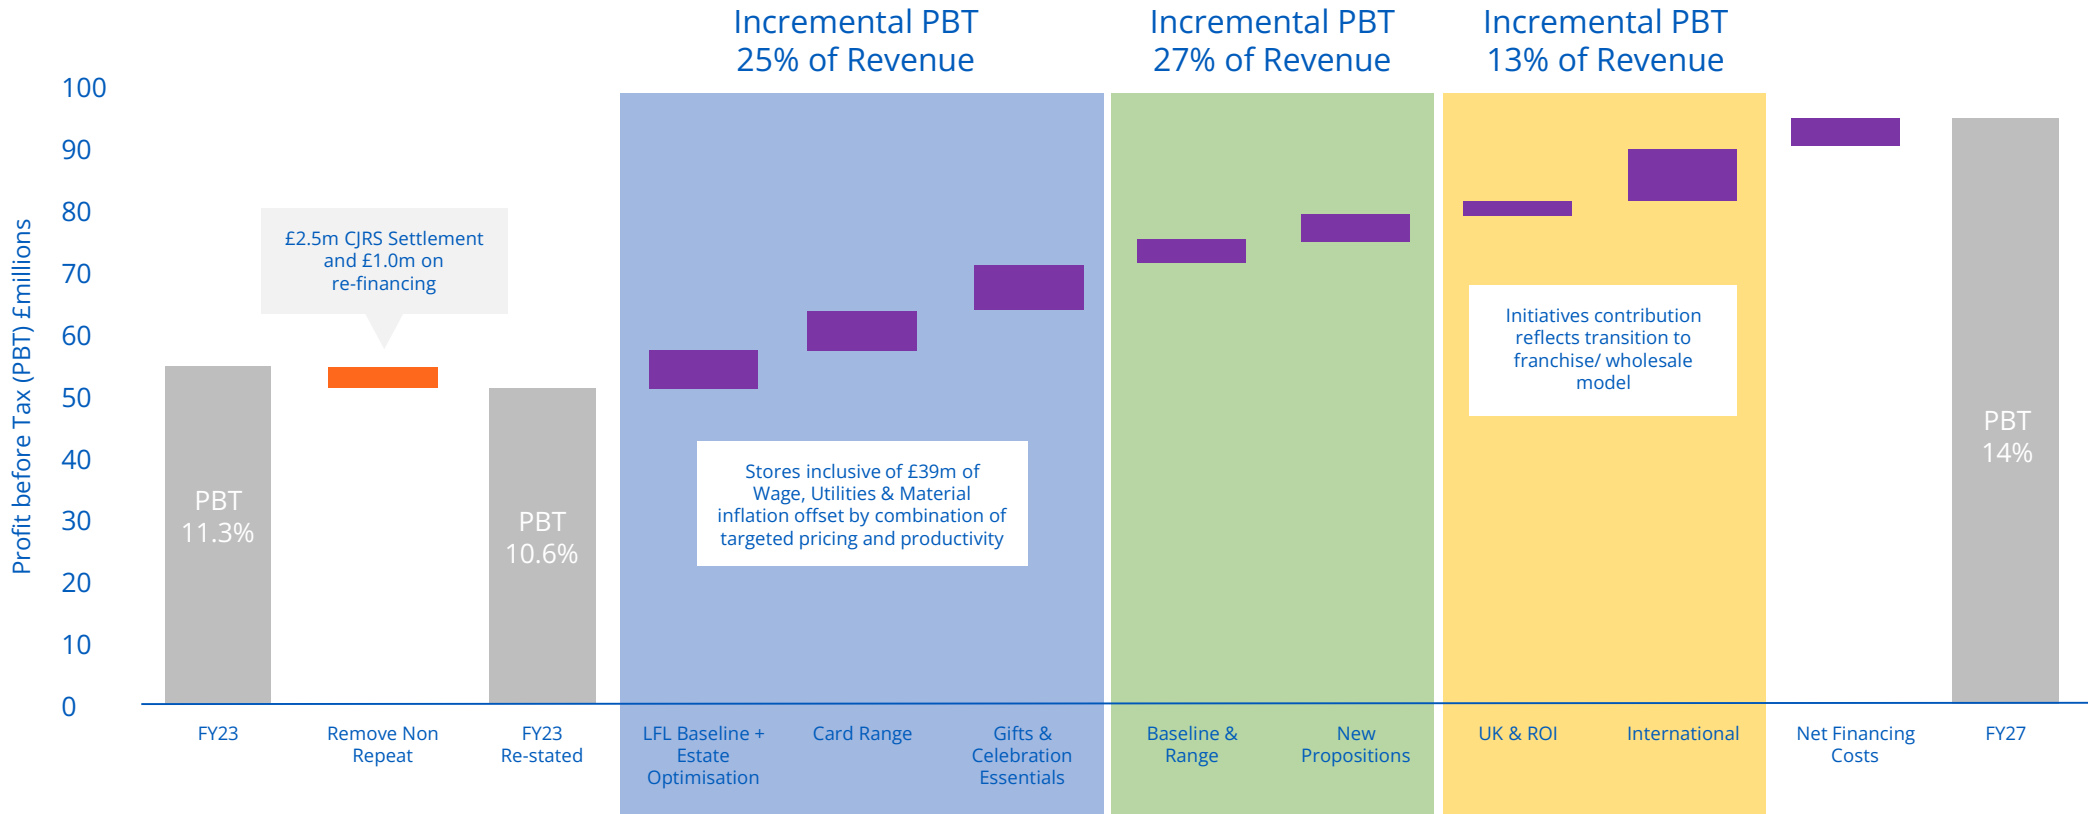 Incremental PBT
25% of Revenue
Incremental PBT
27% of Revenue
Incremental PBT
13% of Revenue
Profit before Tax (PBT) £millions
100
90
80
70
60
50
40
30
20
10
0
£2.5m CJRS Settlement
and £1.0m on
re-financing
PBT
11.3%
PBT
10.6%
Stores inclusive of £39m of
Wage, Utilities & Material
inflation offset by combination of
targeted pricing and productivity
Initiatives contribution
reflects transition to
franchise/ wholesale
model
PBT
14%
FY23
Remove Non
Repeat
FY23
Re-stated
LFL Baseline +
Estate
Optimisation
Card Range
Gifts &
Celebration
Essentials
Baseline &
Range
New
Propositions
UK & ROI
International
Net Financing
Costs
FY27